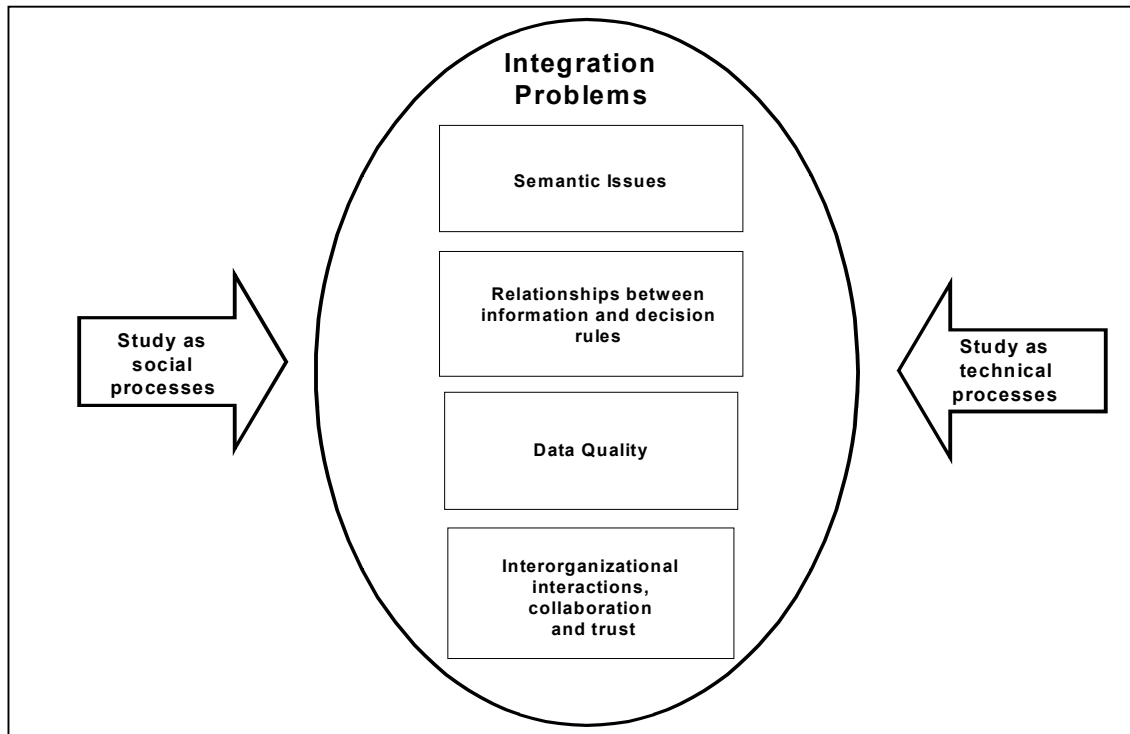 Integration
Problems
Semantic Issues
Relationships between
information and decision
rules
Data Quality
Interorganizational
interactions,
collaboration
and trust
Study as
social
processes
Study as
technical
processes